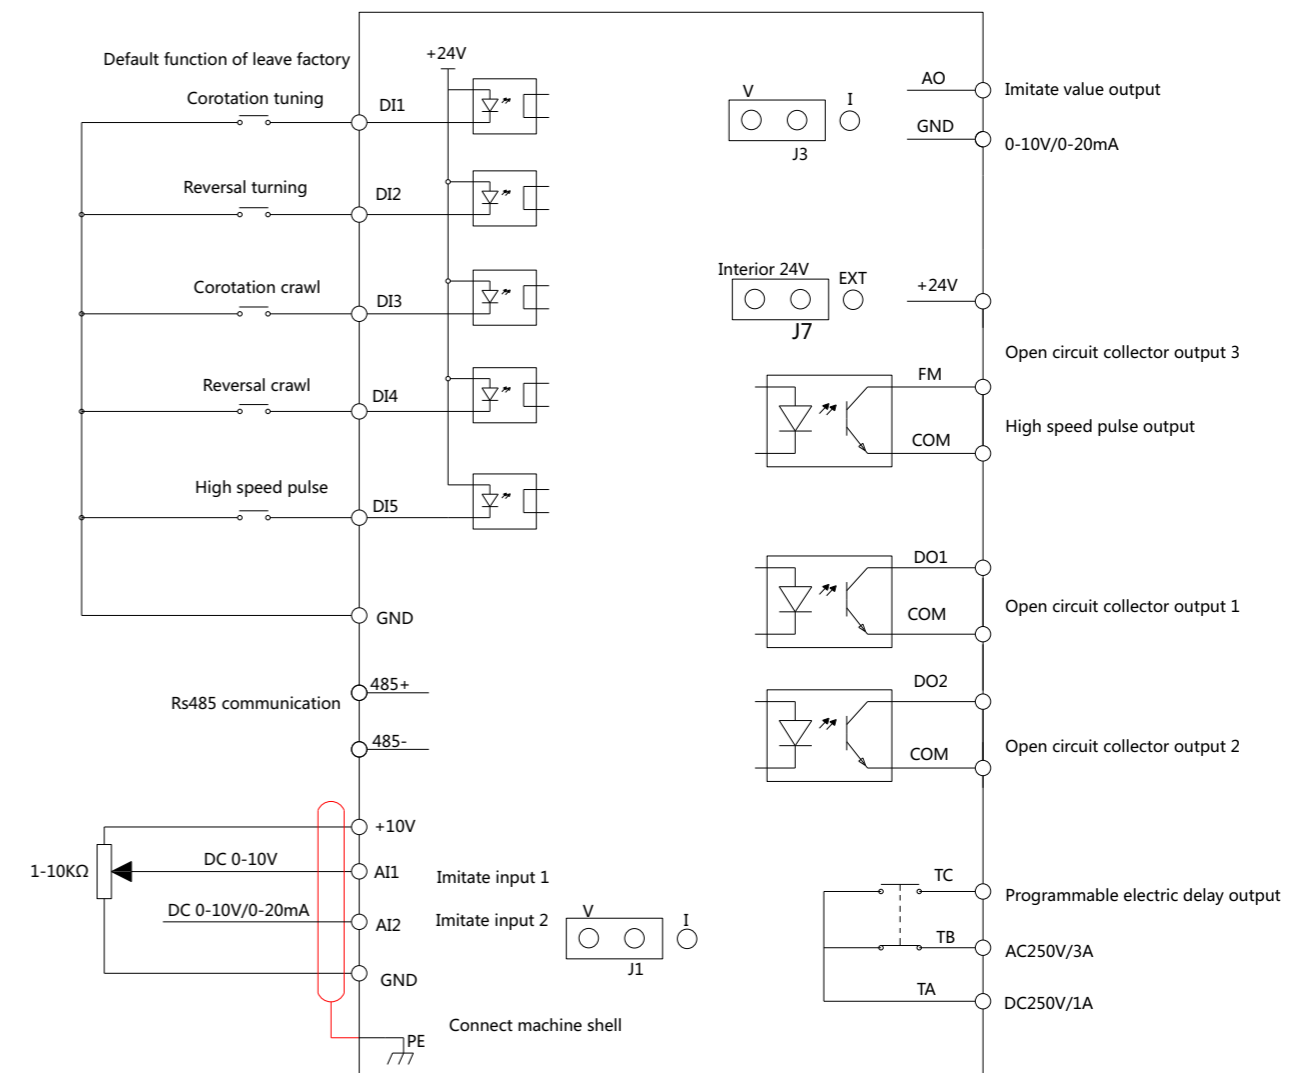 Default function of leave factory
+24V
Corotation tuning
DI1
Reversal turning
DI2
Corotation crawl
DI3
Reversal crawl
DI4
High speed pulse
DI5
GND
Rs485 communication
485+
485-
+10V
1-10KΩ
DC 0-10V
AI1
Imitate input 1
DC 0-10V/0-20mA
AI2
Imitate input 2
V
I
J1
GND
Connect machine shell
PE
V
I
J3
AO
Imitate value output
GND
0-10V/0-20mA
Interior 24V
EXT
J7
+24V
Open circuit collector output 3
FM
High speed pulse output
COM
DO1
Open circuit collector output 1
COM
DO2
Open circuit collector output 2
COM
TC
Programmable electric delay output
TB
AC250V/3A
TA
DC250V/1A